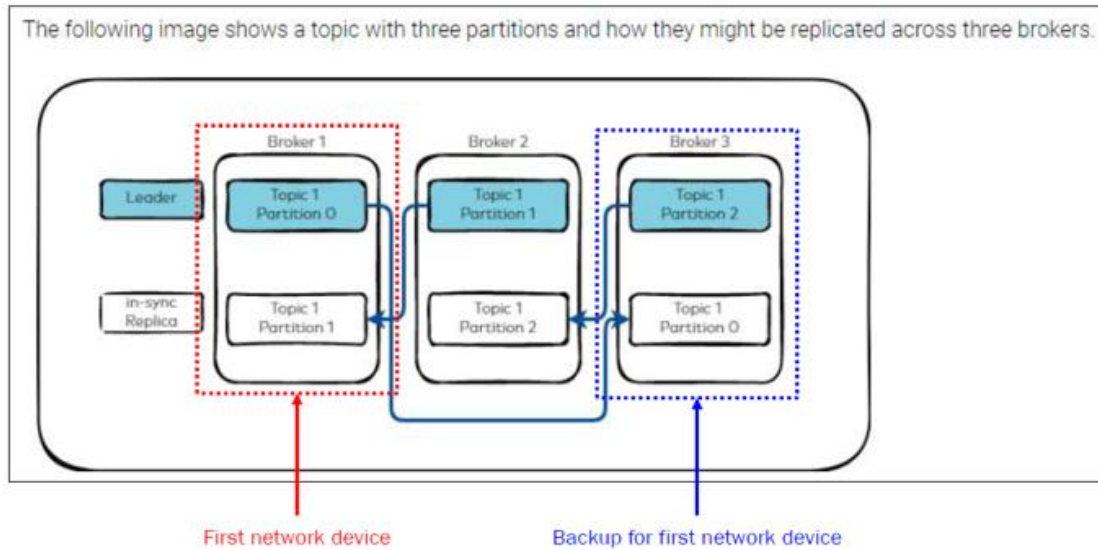 The following image shows a topic with three partitions and how they might be replicated across three brokers.
Broker 1
Broker 2
Broker 3
Leader
Topic 1
Partition 0
Topic 1
Partition 1
Topic 1
Partition 2
in-sync
Replica
Topic 1
Partition 1
Topic 1
Partition 2
Topic 1
Partition 0
First network device
Backup for first network device